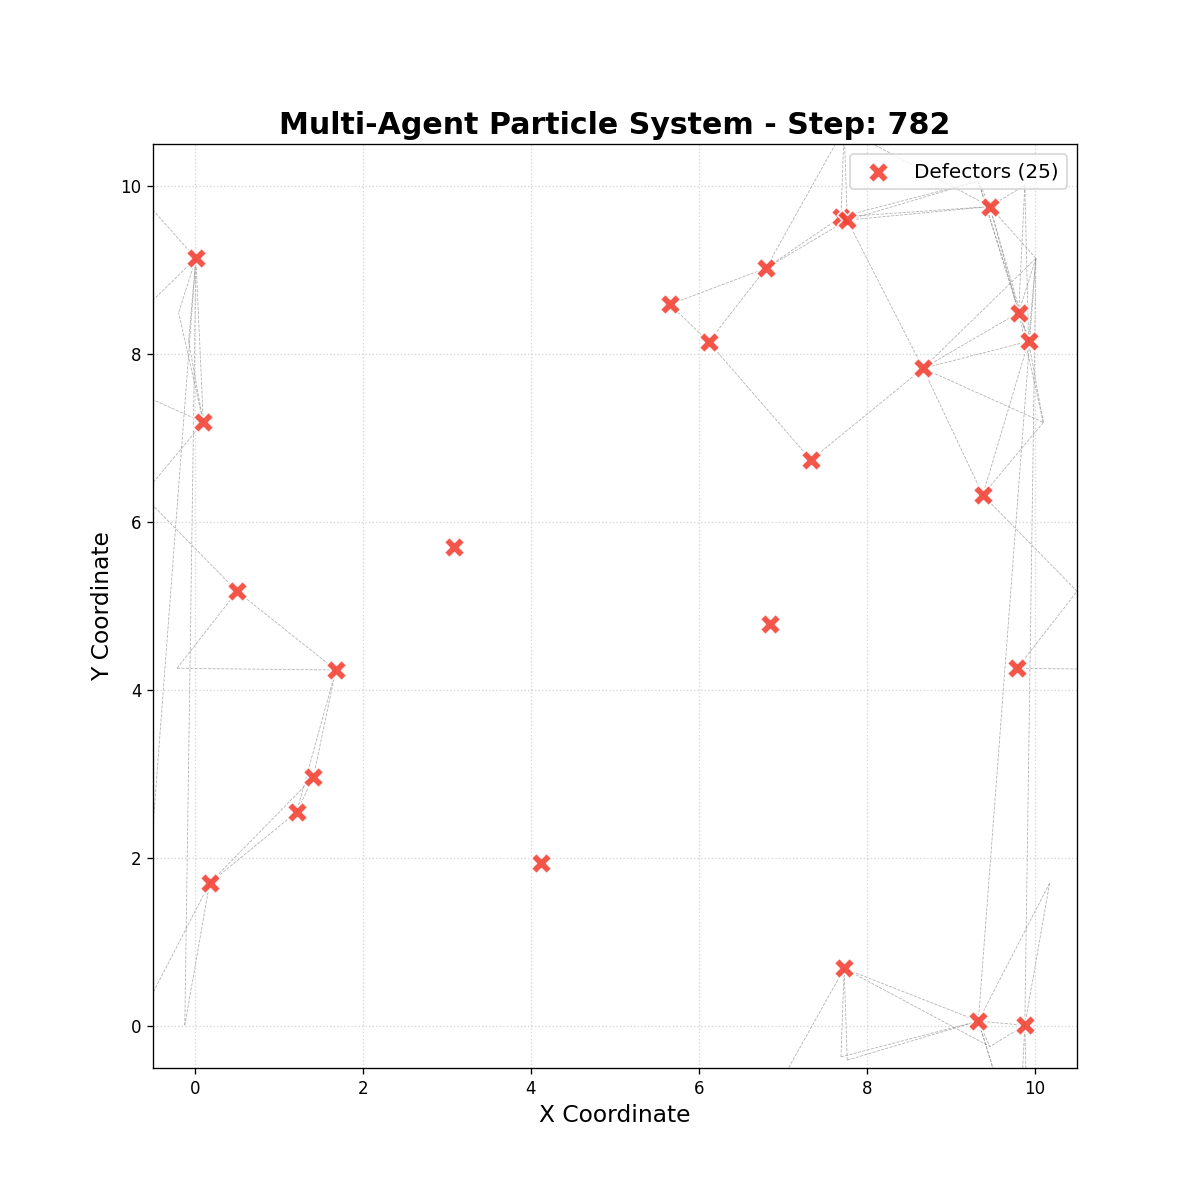 Multi-Agent Particle System - Step: 782
Defectors (25)
Y Coordinate
10
8
6
4
2
0
0 2 4 6 8 10
X Coordinate